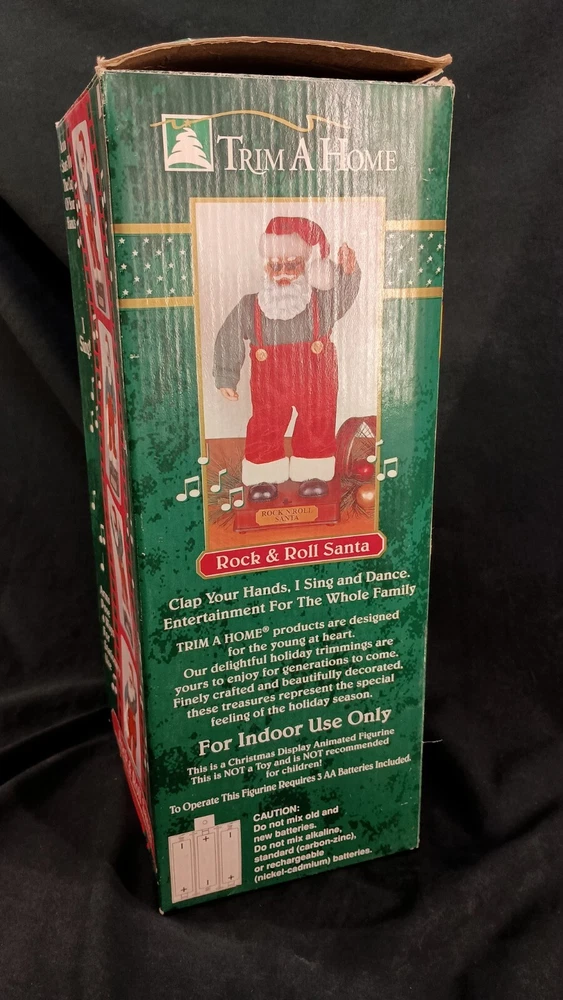 TRIM A HOME
ROCK N ROLL
SANTA
Rock & Roll Santa
Clap Your Hands, I Sing and Dance.
Entertainment For The Whole Family
TRIM A HOME® products are designed
for the young at heart.
Our delightful holiday trimmings are
yours to enjoy for generations to come.
Finely crafted and beautifully decorated,
these treasures represent the special
feeling of the holiday season.
For Indoor Use Only
This is a Christmas Display Animated Figurine
This is NOT a Toy and is NOT recommended
for children!
To Operate This Figurine Requires 3 AA Batteries Included.
CAUTION:
Do not mix old and
new batteries.
Do not mix alkaline,
standard (carbon-zinc),
or rechargeable
(nickel-cadmium) batteries.